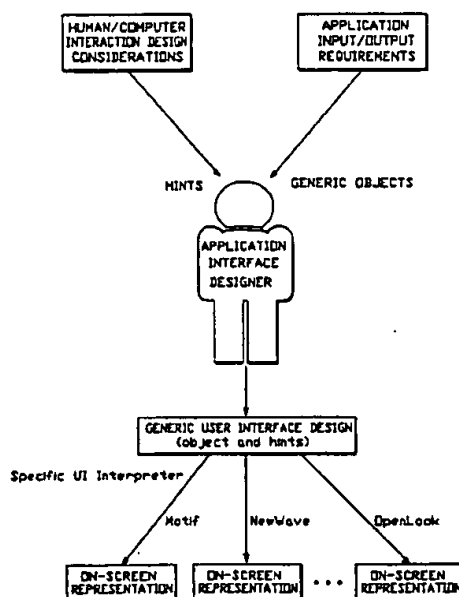 HUMAN/COMPUTER
INTERACTION DESIGN
CONSIDERATIONS
APPLICATION
INPUT/OUTPUT
REQUIREMENTS
HINTS
GENERIC OBJECTS
APPLICATION
INTERFACE
DESIGNER
GENERIC USER INTERFACE DESIGN
(object and hints)
Specific UI Interpreter
Motif
NewWave
OpenLook
ON-SCREEN
REPRESENTATION
ON-SCREEN
REPRESENTATION
...
ON-SCREEN
REPRESENTATION